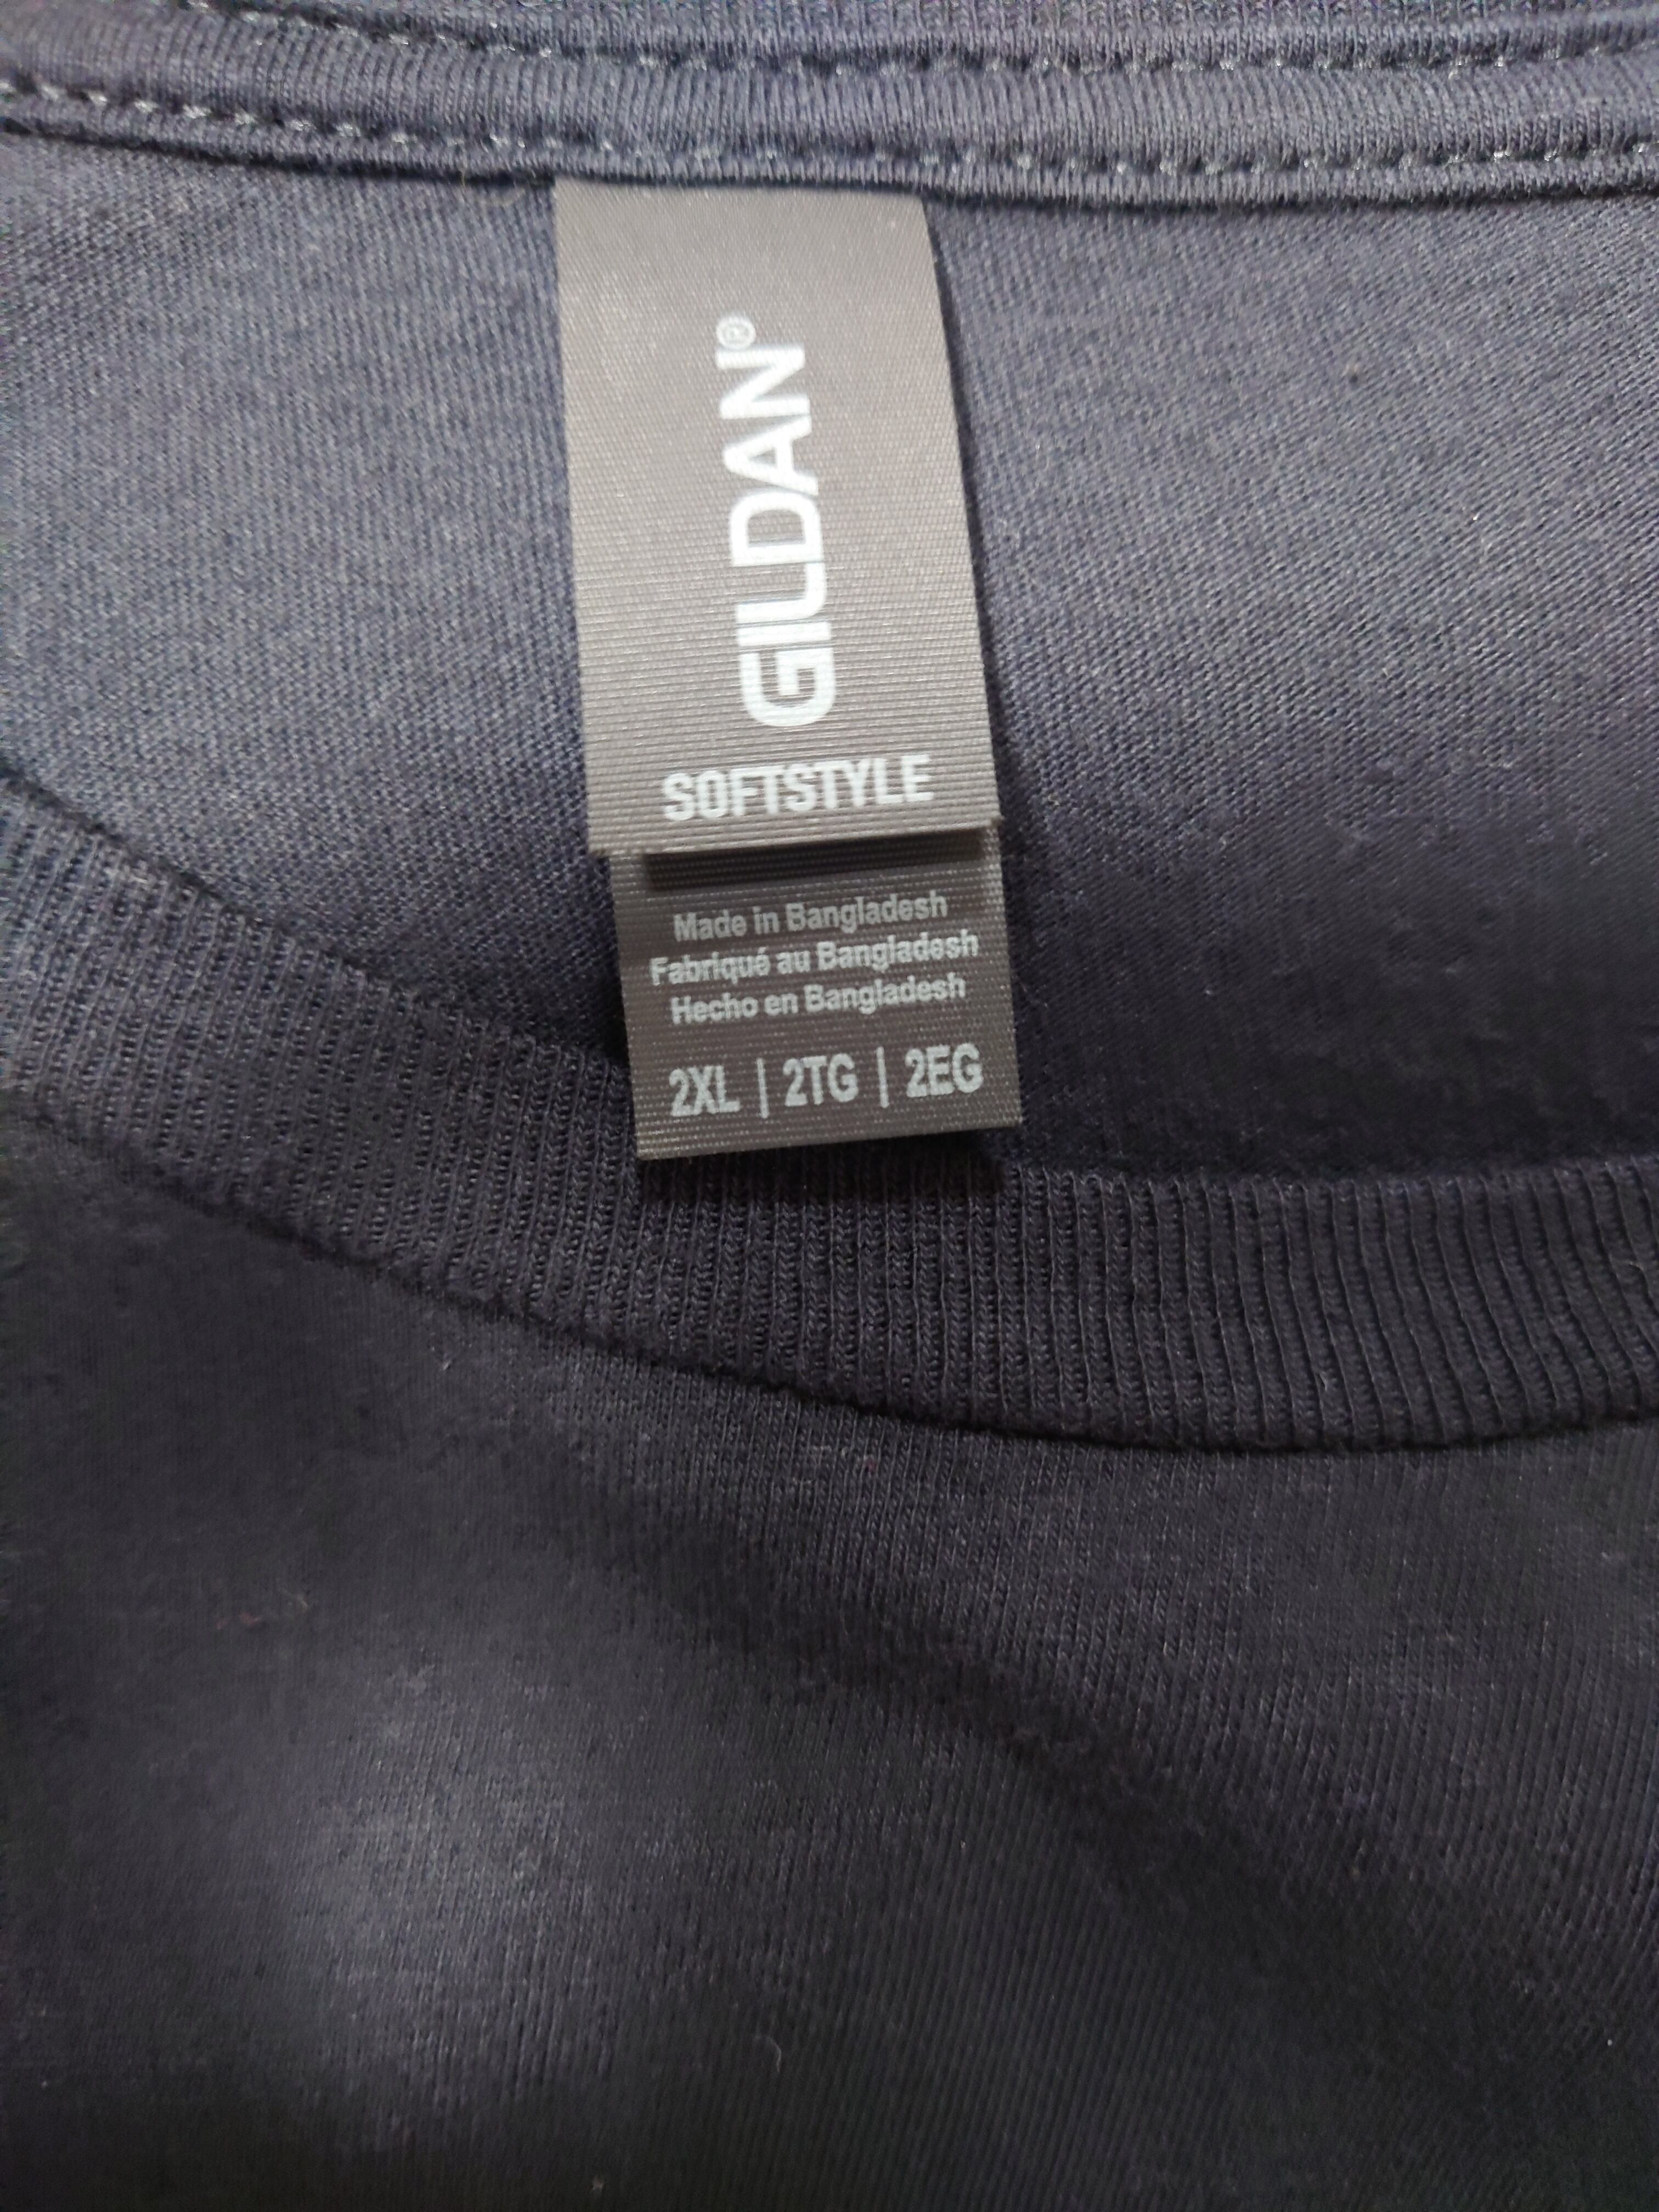 GILDAN®
SOFTSTYLE
Made in Bangladesh
Fabriqué au Bangladesh
Hecho en Bangladesh
2XL | 2TG | 2EG